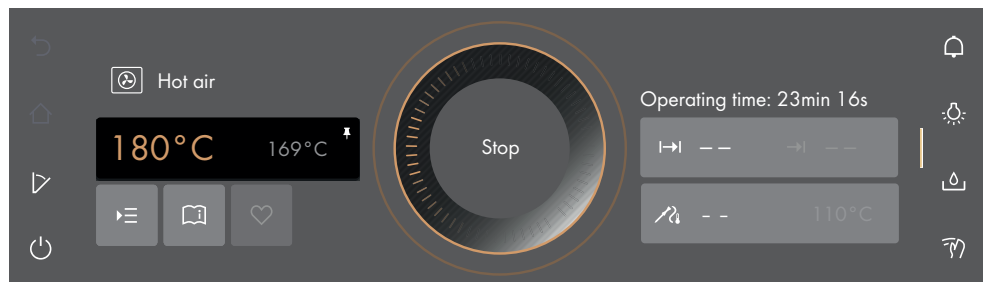 Hot air
180°C 169°C
Stop
Operating time: 23min 16s
-- --
-- 110°C